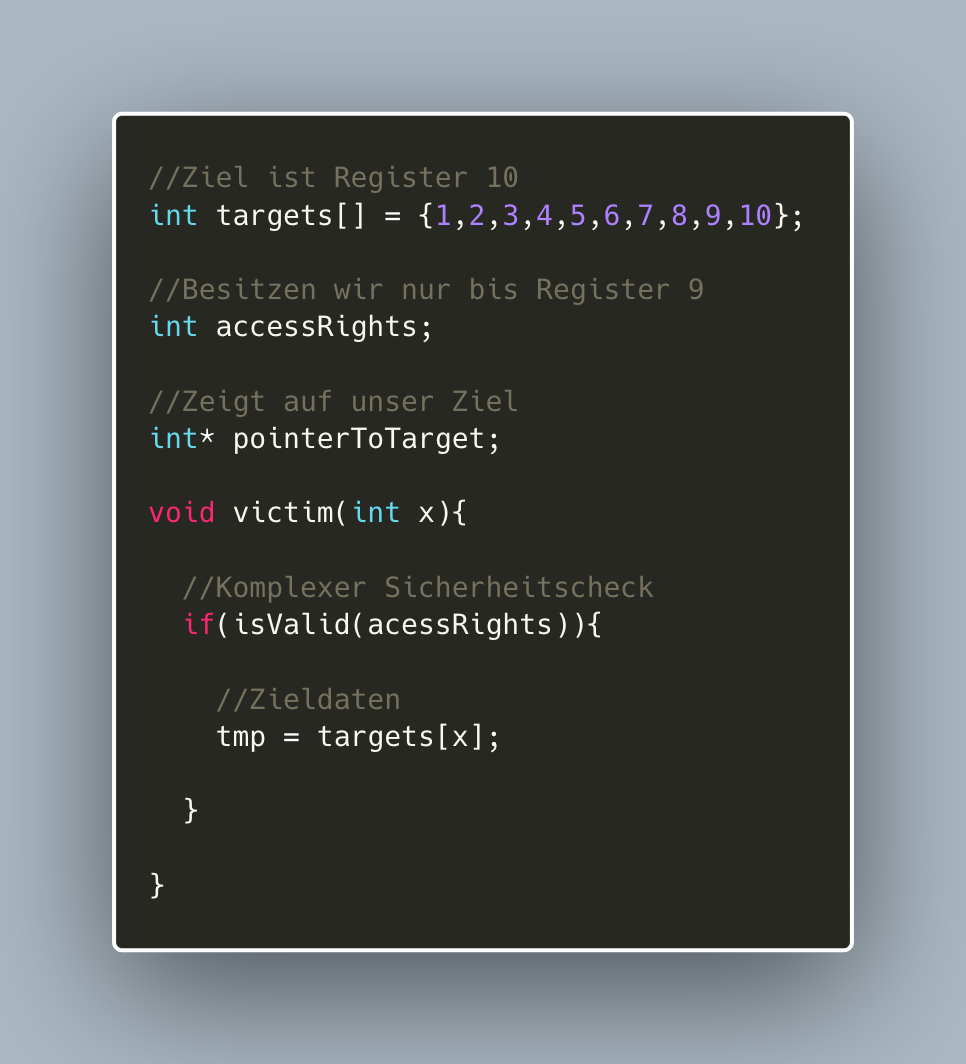 //Ziel ist Register 10
int targets[] = {1,2,3,4,5,6,7,8,9,10};
//Besitzen wir nur bis Register 9
int accessRights;
//Zeigt auf unser Ziel
int* pointerToTarget;
void victim(int x){
//Komplexer Sicherheitscheck
if(isValid(acessRights)){
//Zieldaten
tmp = targets[x];
}
}